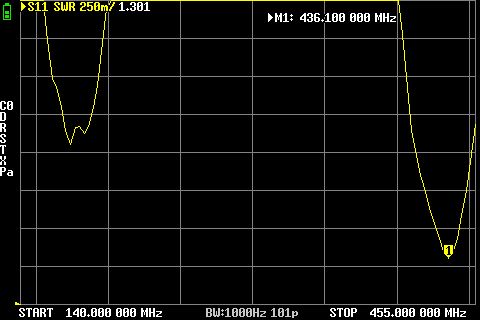 S11 SWR 250m/ 1.301
M1: 436.100 000 MHz
C0
D
R
S
T
X
Pa
1
START 140.000 000 MHz BW:1000Hz 101p STOP 455.000 000 MHz